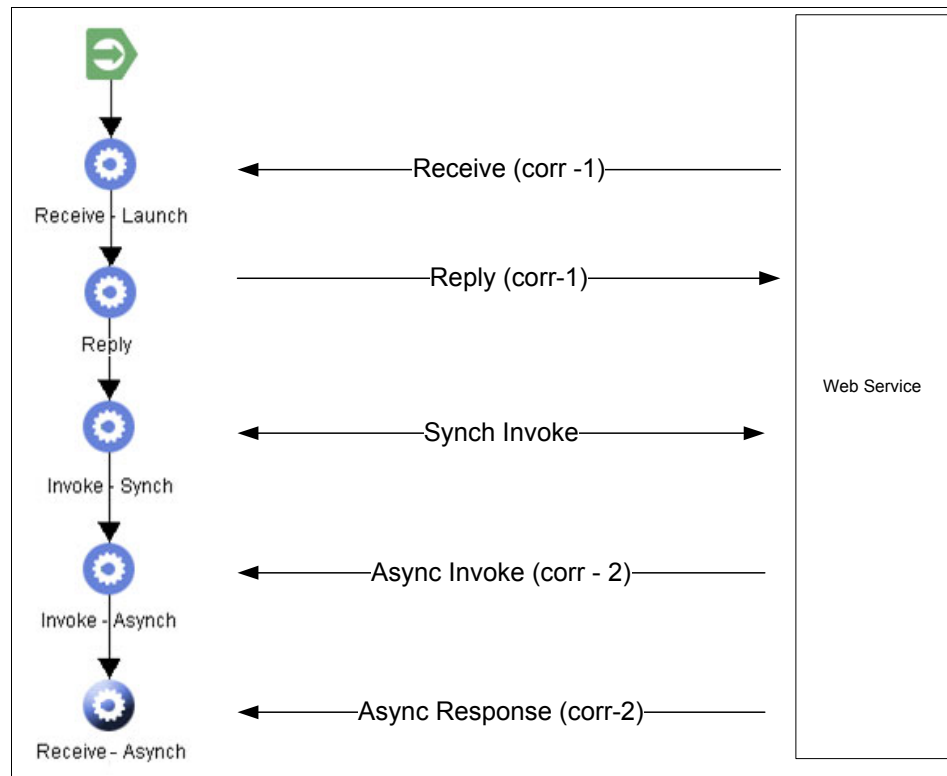 Receive (corr -1)
Receive - Launch
Reply (corr-1)
Reply
Web Service
Synch Invoke
Invoke - Synch
Async Invoke (corr - 2)
Invoke - Asynch
Async Response (corr-2)
Receive - Asynch